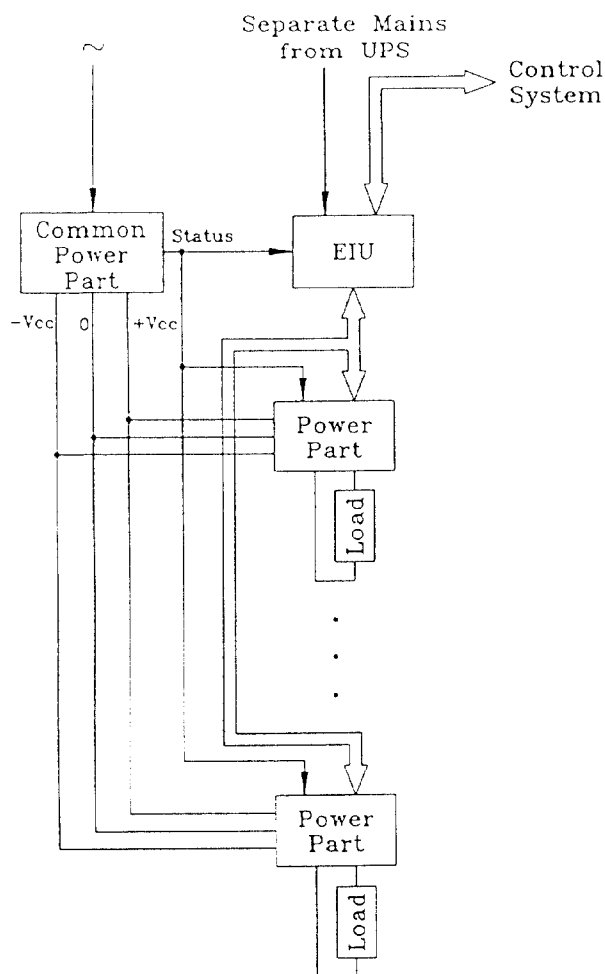 ~
Separate Mains
from UPS
Control
System
Common
Power
Part
Status
EIU
-Vcc
0
+Vcc
Power
Part
Load
Power
Part
Load